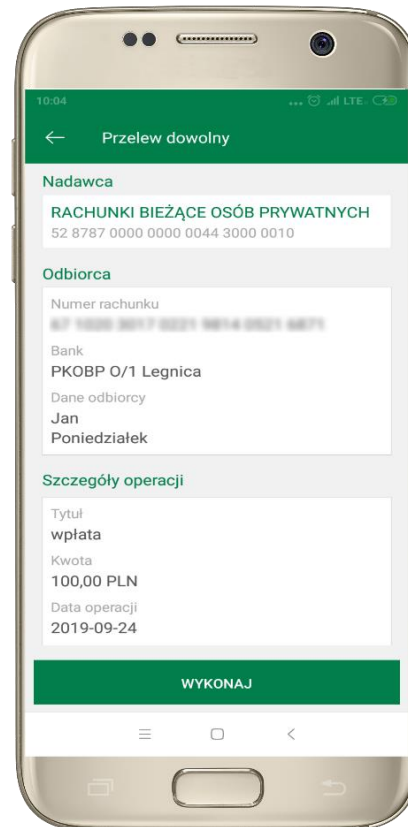 10:04
... LTE
Przelew dowolny
Nadawca
RACHUNKI BIEŻĄCE OSÓB PRYWATNYCH
52 8787 0000 0000 0044 3000 0010
Odbiorca
Numer rachunku
Bank
PKOBP O/1 Legnica
Dane odbiorcy
Jan
Poniedziałek
Szczegóły operacji
Tytuł
wpłata
Kwota
100,00 PLN
Data operacji
2019-09-24
WYKONAJ